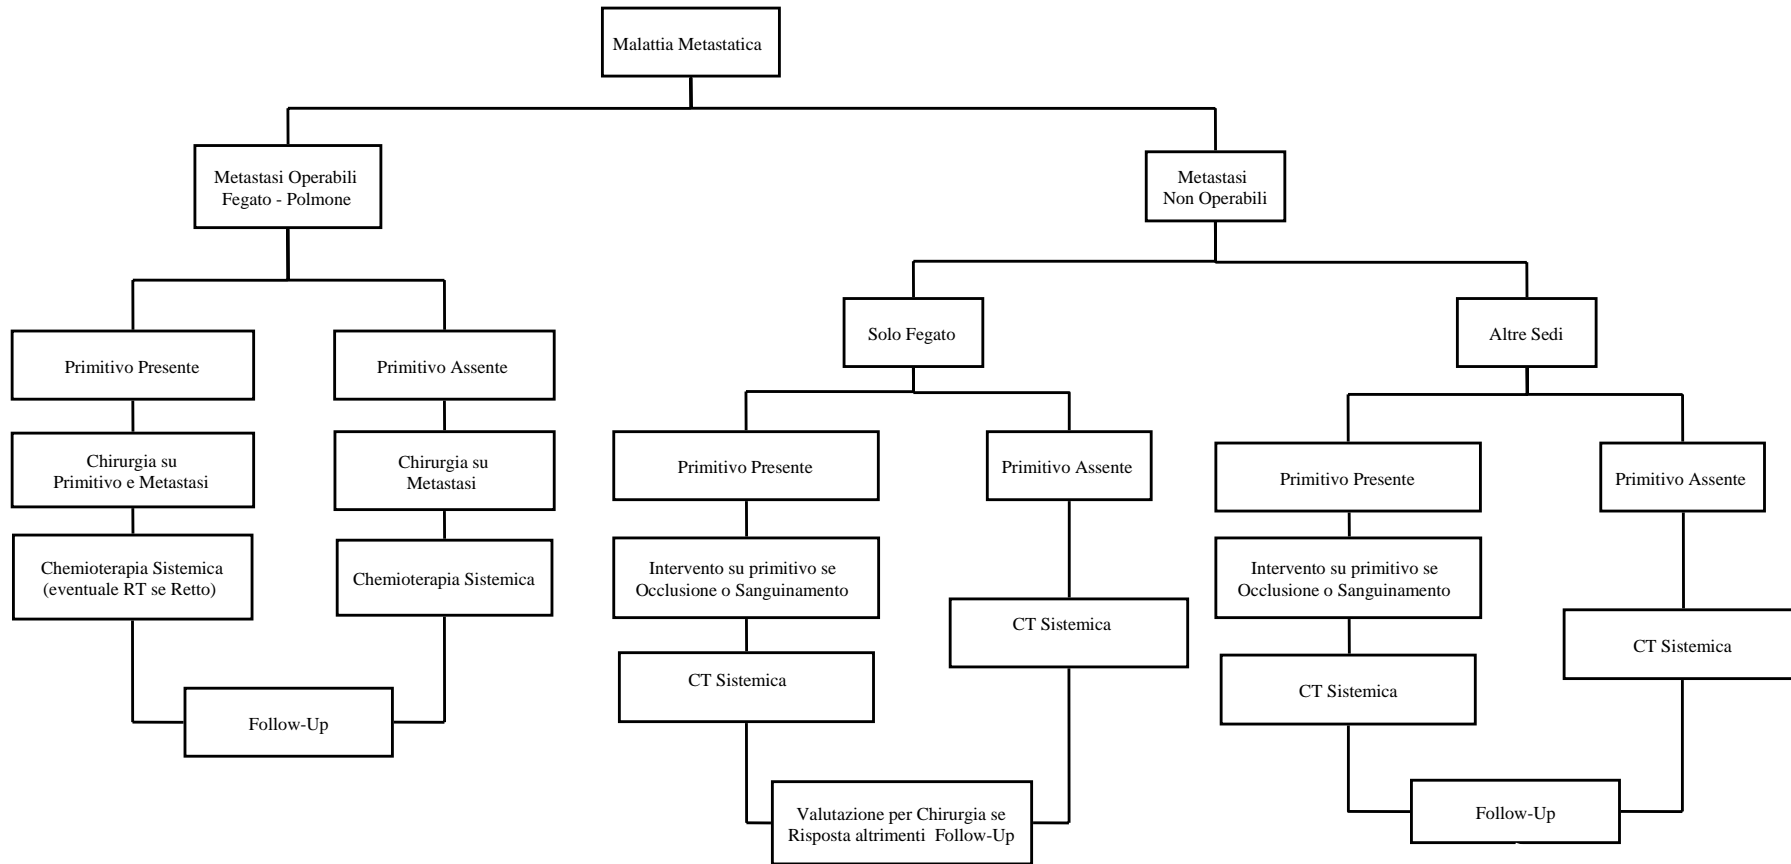 Malattia Metastatica
Metastasi Operabili
Fegato - Polmone
Metastasi
Non Operabili
Solo Fegato
Altre Sedi
Primitivo Presente
Primitivo Assente
Chirurgia su
Primitivo e Metastasi
Chirurgia su
Metastasi
Chemioterapia Sistemica
(eventuale RT se Retto)
Chemioterapia Sistemica
Follow-Up
Primitivo Presente
Primitivo Assente
Intervento su primitivo se
Occlusione o Sanguinamento
CT Sistemica
CT Sistemica
Valutazione per Chirurgia se
Risposta altrimenti Follow-Up
Primitivo Presente
Primitivo Assente
Intervento su primitivo se
Occlusione o Sanguinamento
CT Sistemica
CT Sistemica
Follow-Up